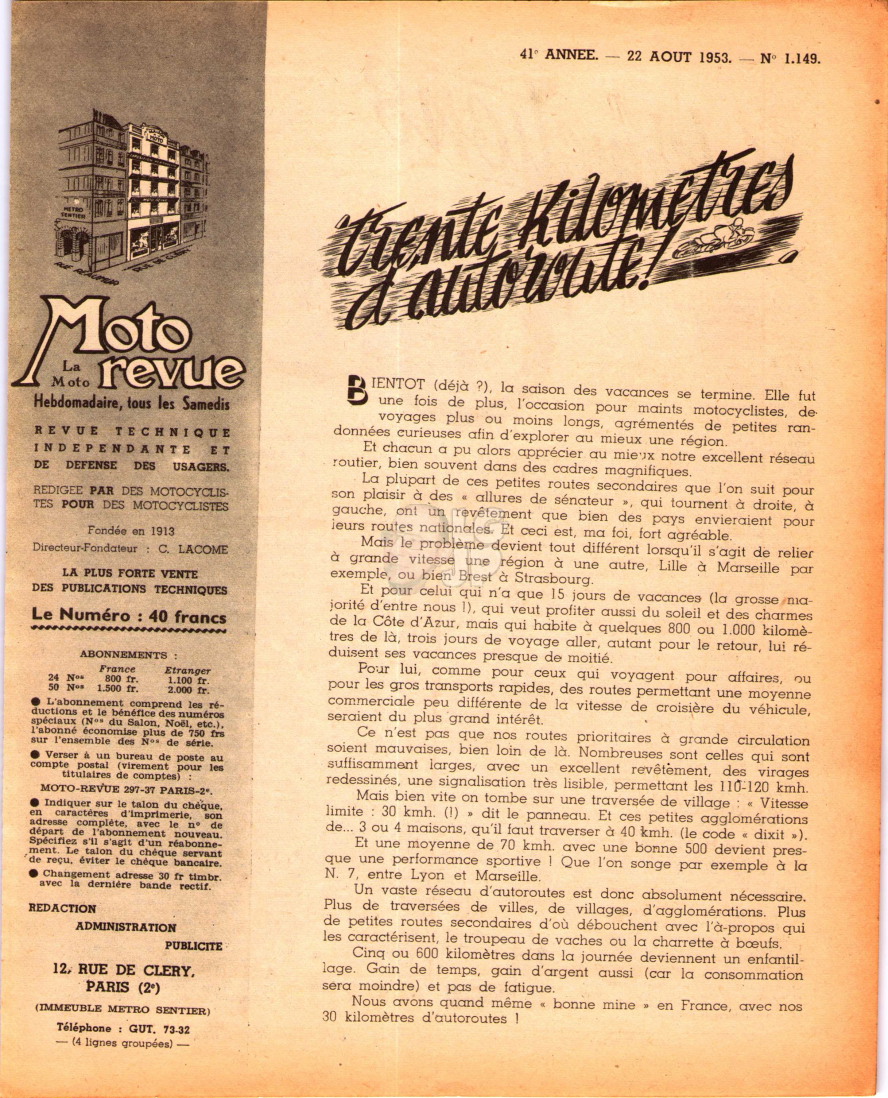 41e ANNEE. — 22 AOUT 1953. — No 1.149.
METRO
SENTIER
RUE REAUMUR
RUE DE CLERY
Moto
La
Moto
revue
Hebdomadaire, tous les Samedis
REVUE TECHNIQUE
INDEPENDANTE ET
DE DEFENSE DES USAGERS.
REDIGEE PAR DES MOTOCYCLIS-
TES POUR DES MOTOCYCLISTES
Fondée en 1913
Directeur-Fondateur : C. LACOME
LA PLUS FORTE VENTE
DES PUBLICATIONS TECHNIQUES
Le Numéro : 40 francs
ABONNEMENTS :
France Etranger
24 Nos 800 fr. 1.100 fr.
50 Nos 1.500 fr. 2.000 fr.
● L'abonnement comprend les ré-
ductions et le bénéfice des numéros
spéciaux (Nos du Salon, Noël, etc.),
l'abonné économise plus de 750 frs
sur l'ensemble des Nos de série.
● Verser à un bureau de poste au
compte postal (virement pour les
titulaires de comptes) :
MOTO-REVUE 297-37 PARIS-2e.
● Indiquer sur le talon du chèque,
en caractères d'imprimerie, son
adresse complète, avec le no de
départ de l'abonnement nouveau.
Spécifiez s'il s'agit d'un réabonne-
ment. Le talon du chèque servant
de reçu, éviter le chèque bancaire.
● Changement adresse 30 fr timbr.
avec la dernière bande rectif.
REDACTION
ADMINISTRATION
PUBLICITE
12, RUE DE CLERY,
PARIS (2e)
(IMMEUBLE METRO SENTIER)
Téléphone : GUT. 73-32
— (4 lignes groupées) —
trente Kilomètres
d'autoroute!
BIENTOT (déjà ?), la saison des vacances se termine. Elle fut
une fois de plus, l'occasion pour maints motocyclistes, de
voyages plus ou moins longs, agrémentés de petites ran-
données curieuses afin d'explorer au mieux une région.
Et chacun a pu alors apprécier au mieux notre excellent réseau
routier, bien souvent dans des cadres magnifiques.
La plupart de ces petites routes secondaires que l'on suit pour
son plaisir à des « allures de sénateur », qui tournent à droite, à
gauche, ont un revêtement que bien des pays envieraient pour
leurs routes nationales. Et ceci est, ma foi, fort agréable.
Mais le problème devient tout différent lorsqu'il s'agit de relier
à grande vitesse une région à une autre, Lille à Marseille par
exemple, ou bien Brest à Strasbourg.
Et pour celui qui n'a que 15 jours de vacances (la grosse ma-
jorité d'entre nous !), qui veut profiter aussi du soleil et des charmes
de la Côte d'Azur, mais qui habite à quelques 800 ou 1.000 kilomè-
tres de là, trois jours de voyage aller, autant pour le retour, lui ré-
duisent ses vacances presque de moitié.
Pour lui, comme pour ceux qui voyagent pour affaires, ou
pour les gros transports rapides, des routes permettant une moyenne
commerciale peu différente de la vitesse de croisière du véhicule,
seraient du plus grand intérêt.
Ce n'est pas que nos routes prioritaires à grande circulation
soient mauvaises, bien loin de là. Nombreuses sont celles qui sont
suffisamment larges, avec un excellent revêtement, des virages
redessinés, une signalisation très lisible, permettant les 110-120 kmh.
Mais bien vite on tombe sur une traversée de village : « Vitesse
limite : 30 kmh. (!) » dit le panneau. Et ces petites agglomérations
de... 3 ou 4 maisons, qu'il faut traverser à 40 kmh. (le code « dixit »).
Et une moyenne de 70 kmh. avec une bonne 500 devient pres-
que une performance sportive ! Que l'on songe par exemple à la
N. 7, entre Lyon et Marseille.
Un vaste réseau d'autoroutes est donc absolument nécessaire.
Plus de traversées de villes, de villages, d'agglomérations. Plus
de petites routes secondaires d'où débouchent avec l'à-propos qui
les caractérisent, le troupeau de vaches ou la charrette à bœufs.
Cinq ou 600 kilomètres dans la journée deviennent un enfantil-
lage. Gain de temps, gain d'argent aussi (car la consommation
sera moindre) et pas de fatigue.
Nous avons quand même « bonne mine » en France, avec nos
30 kilomètres d'autoroutes !